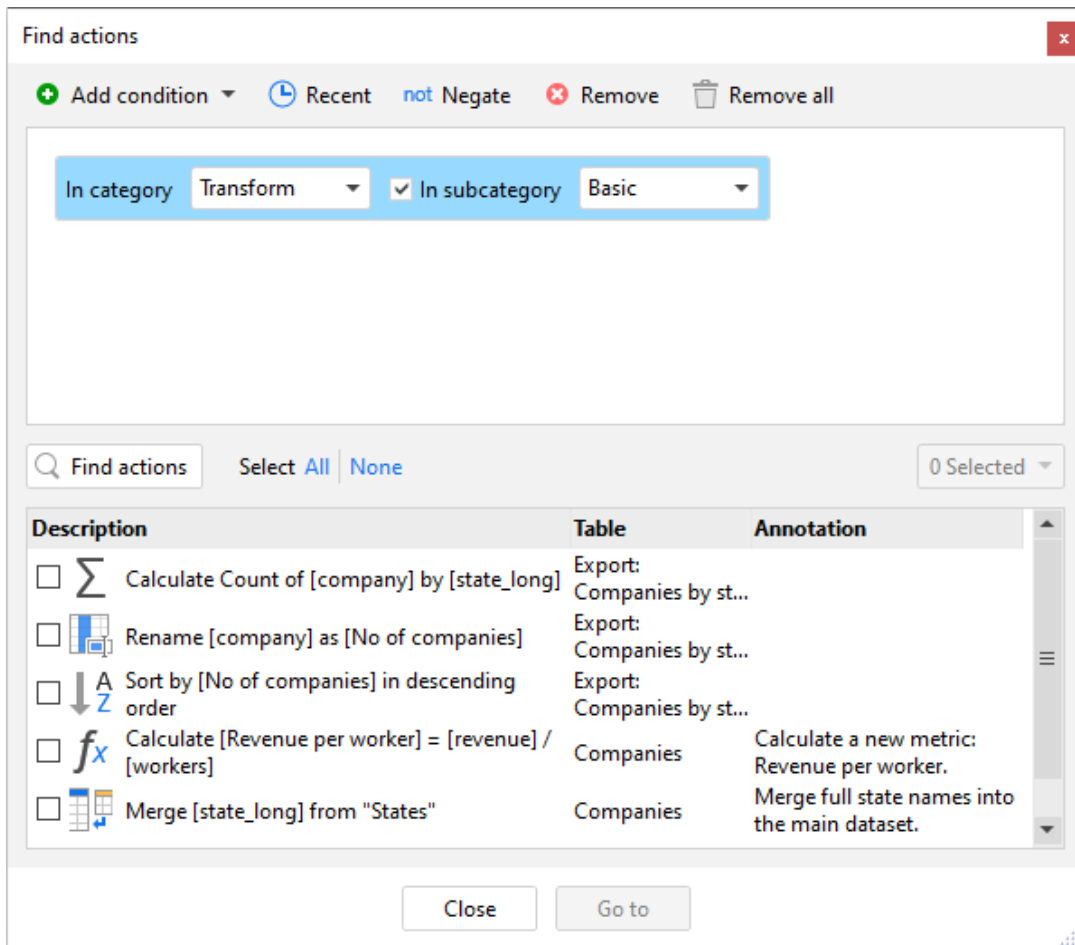 Find actions
x
Add condition Recent not Negate Remove Remove all
In category Transform In subcategory Basic
Find actions Select All None 0 Selected
Description Table Annotation
Calculate Count of [company] by [state_long]
Export:
Companies by st...
Rename [company] as [No of companies]
Export:
Companies by st...
A
Z
Sort by [No of companies] in descending
order
Export:
Companies by st...
fx
Calculate [Revenue per worker] = [revenue] /
[workers]
Companies
Calculate a new metric:
Revenue per worker.
Merge [state_long] from "States"
Companies
Merge full state names into
the main dataset.
Close Go to